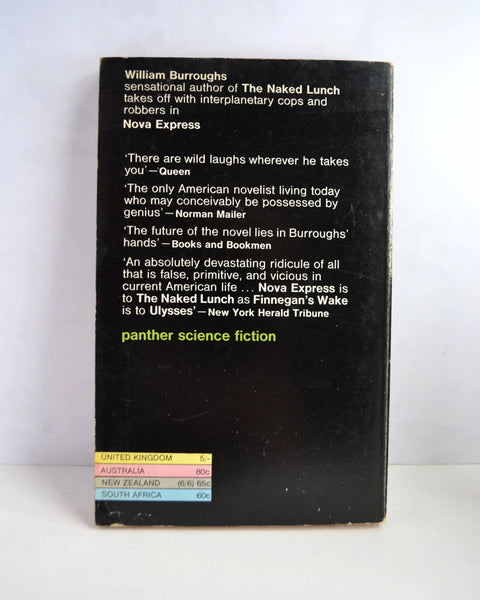 William Burroughs
sensational author of The Naked Lunch
takes off with interplanetary cops and
robbers in
Nova Express
'There are wild laughs wherever he takes
you'—Queen
'The only American novelist living today
who may conceivably be possessed by
genius'—Norman Mailer
'The future of the novel lies in Burroughs'
hands'—Books and Bookmen
'An absolutely devastating ridicule of all
that is false, primitive, and vicious in
current American life ... Nova Express is
to The Naked Lunch as Finnegan's Wake
is to Ulysses'—New York Herald Tribune
panther science fiction
UNITED KINGDOM 5/-
AUSTRALIA 80c
NEW ZEALAND (6/6) 65c
SOUTH AFRICA 60c